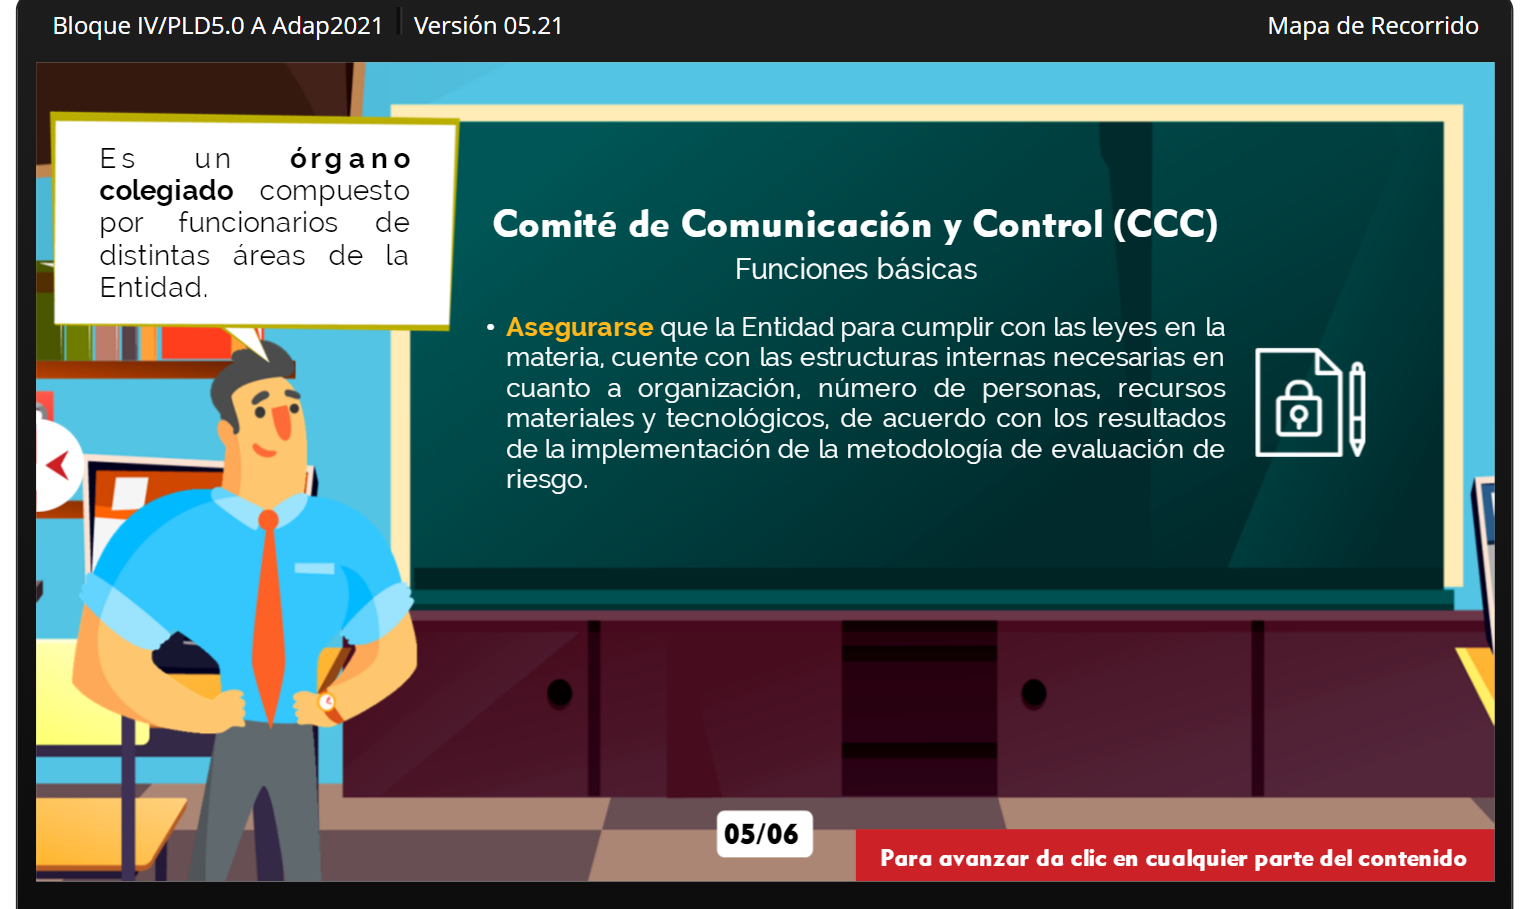 Bloque IV/PLD5.0 A Adap2021 Versión 05.21
Mapa de Recorrido
Es un órgano
colegiado compuesto
por funcionarios de
distintas áreas de la
Entidad.
Comité de Comunicación y Control (CCC)
Funciones básicas
• Asegurarse que la Entidad para cumplir con las leyes en la
materia, cuente con las estructuras internas necesarias en
cuanto a organización, número de personas, recursos
materiales y tecnológicos, de acuerdo con los resultados
de la implementación de la metodología de evaluación de
riesgo.
05/06
Para avanzar da clic en cualquier parte del contenido